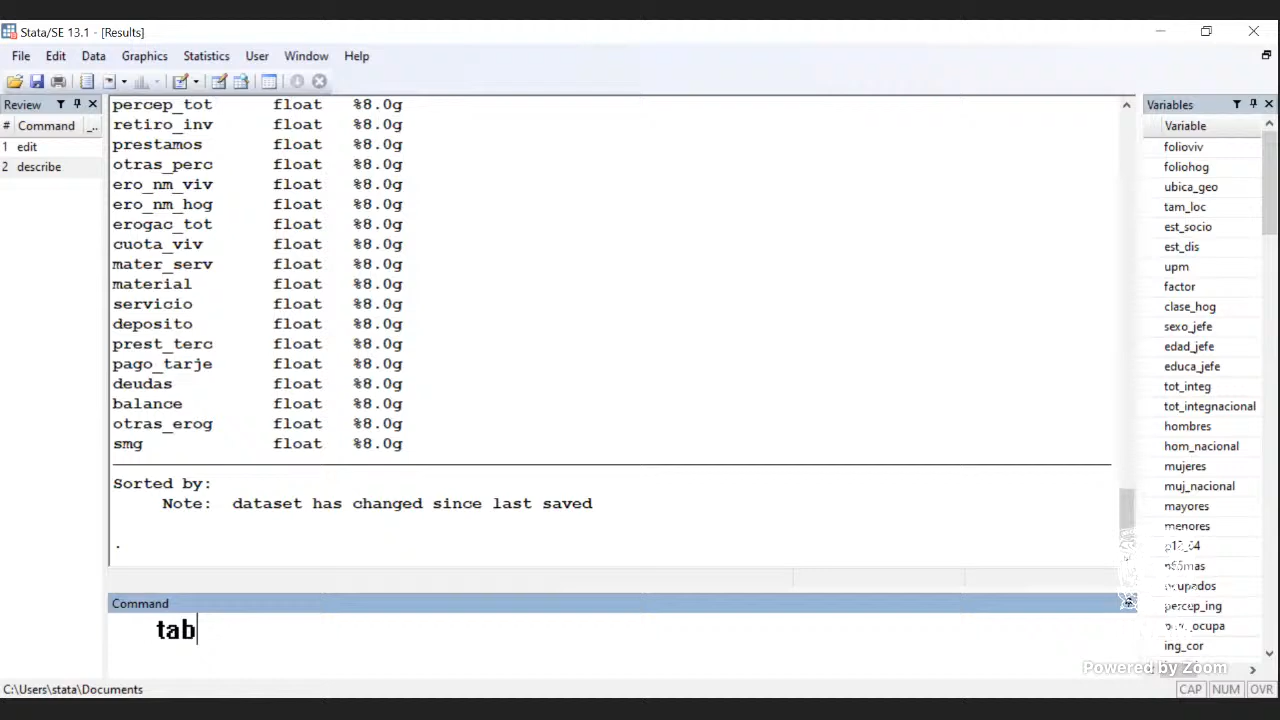 Stata/SE 13.1 - [Results]
File Edit Data Graphics Statistics User Window Help
Review
# Command
1 edit
2 describe
percep_tot float %8.0g
retiro_inv float %8.0g
prestamos float %8.0g
otras_perc float %8.0g
ero_nm_viv float %8.0g
ero_nm_hog float %8.0g
erogac_tot float %8.0g
cuota_viv float %8.0g
mater_serv float %8.0g
material float %8.0g
servicio float %8.0g
deposito float %8.0g
prest_terc float %8.0g
pago_tarje float %8.0g
deudas float %8.0g
balance float %8.0g
otras_erog float %8.0g
smg float %8.0g
Sorted by:
Note: dataset has changed since last saved
.
Command
tab
Variables
Variable
folioviv
foliohog
ubica_geo
tam_loc
est_socio
est_dis
upm
factor
clase_hog
sexo_jefe
edad_jefe
educa_jefe
tot_integ
tot_integnacional
hombres
hom_nacional
mujeres
muj_nacional
mayores
menores
p12_64
p65mas
ocupados
percep_ing
ing_cor
Powered by Zoom
C:\Users\stata\Documents
CAP NUM OVR